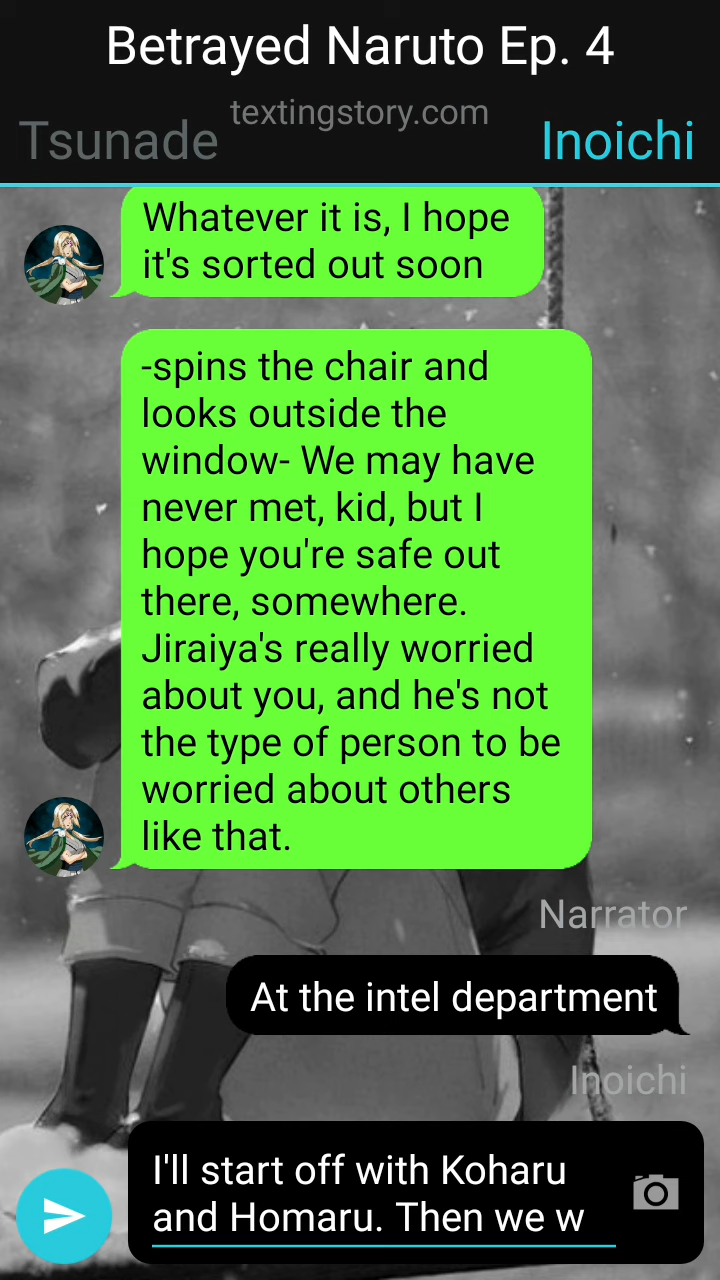 Betrayed Naruto Ep. 4
textingstory.com
Tsunade
Inoichi
Whatever it is, I hope
it's sorted out soon
-spins the chair and
looks outside the
window- We may have
never met, kid, but I
hope you're safe out
there, somewhere.
Jiraiya's really worried
about you, and he's not
the type of person to be
worried about others
like that.
Narrator
At the intel department
Inoichi
I'll start off with Koharu
and Homaru. Then we w